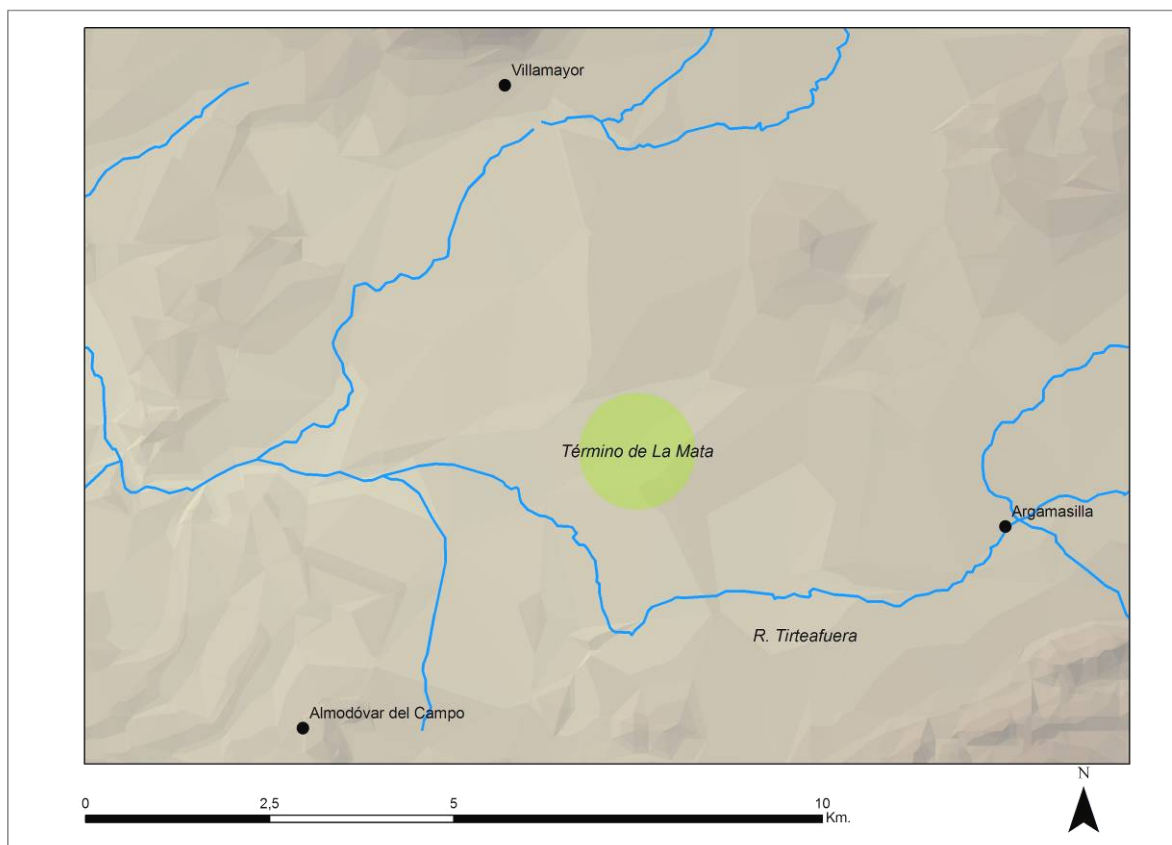 Villamayor
Término de La Mata
Argamasilla
R. Tirteafuera
Almodóvar del Campo
N
0 2,5 5 10
Km.